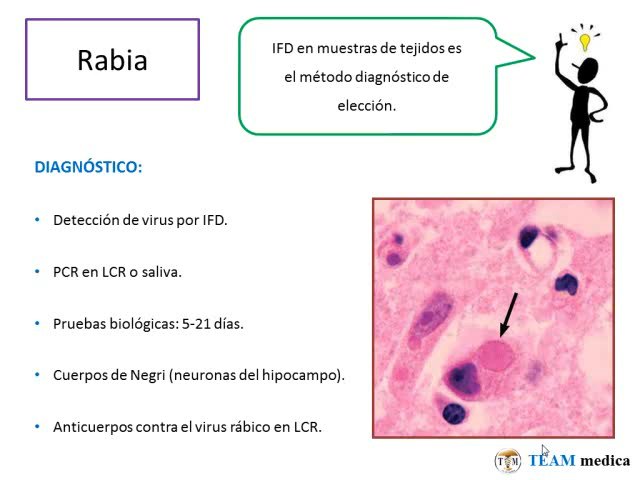 Rabia
IFD en muestras de tejidos es
el método diagnóstico de
elección.
DIAGNÓSTICO:
• Detección de virus por IFD.
• PCR en LCR o saliva.
• Pruebas biológicas: 5-21 días.
• Cuerpos de Negri (neuronas del hipocampo).
• Anticuerpos contra el virus rábico en LCR.
TEAM medica